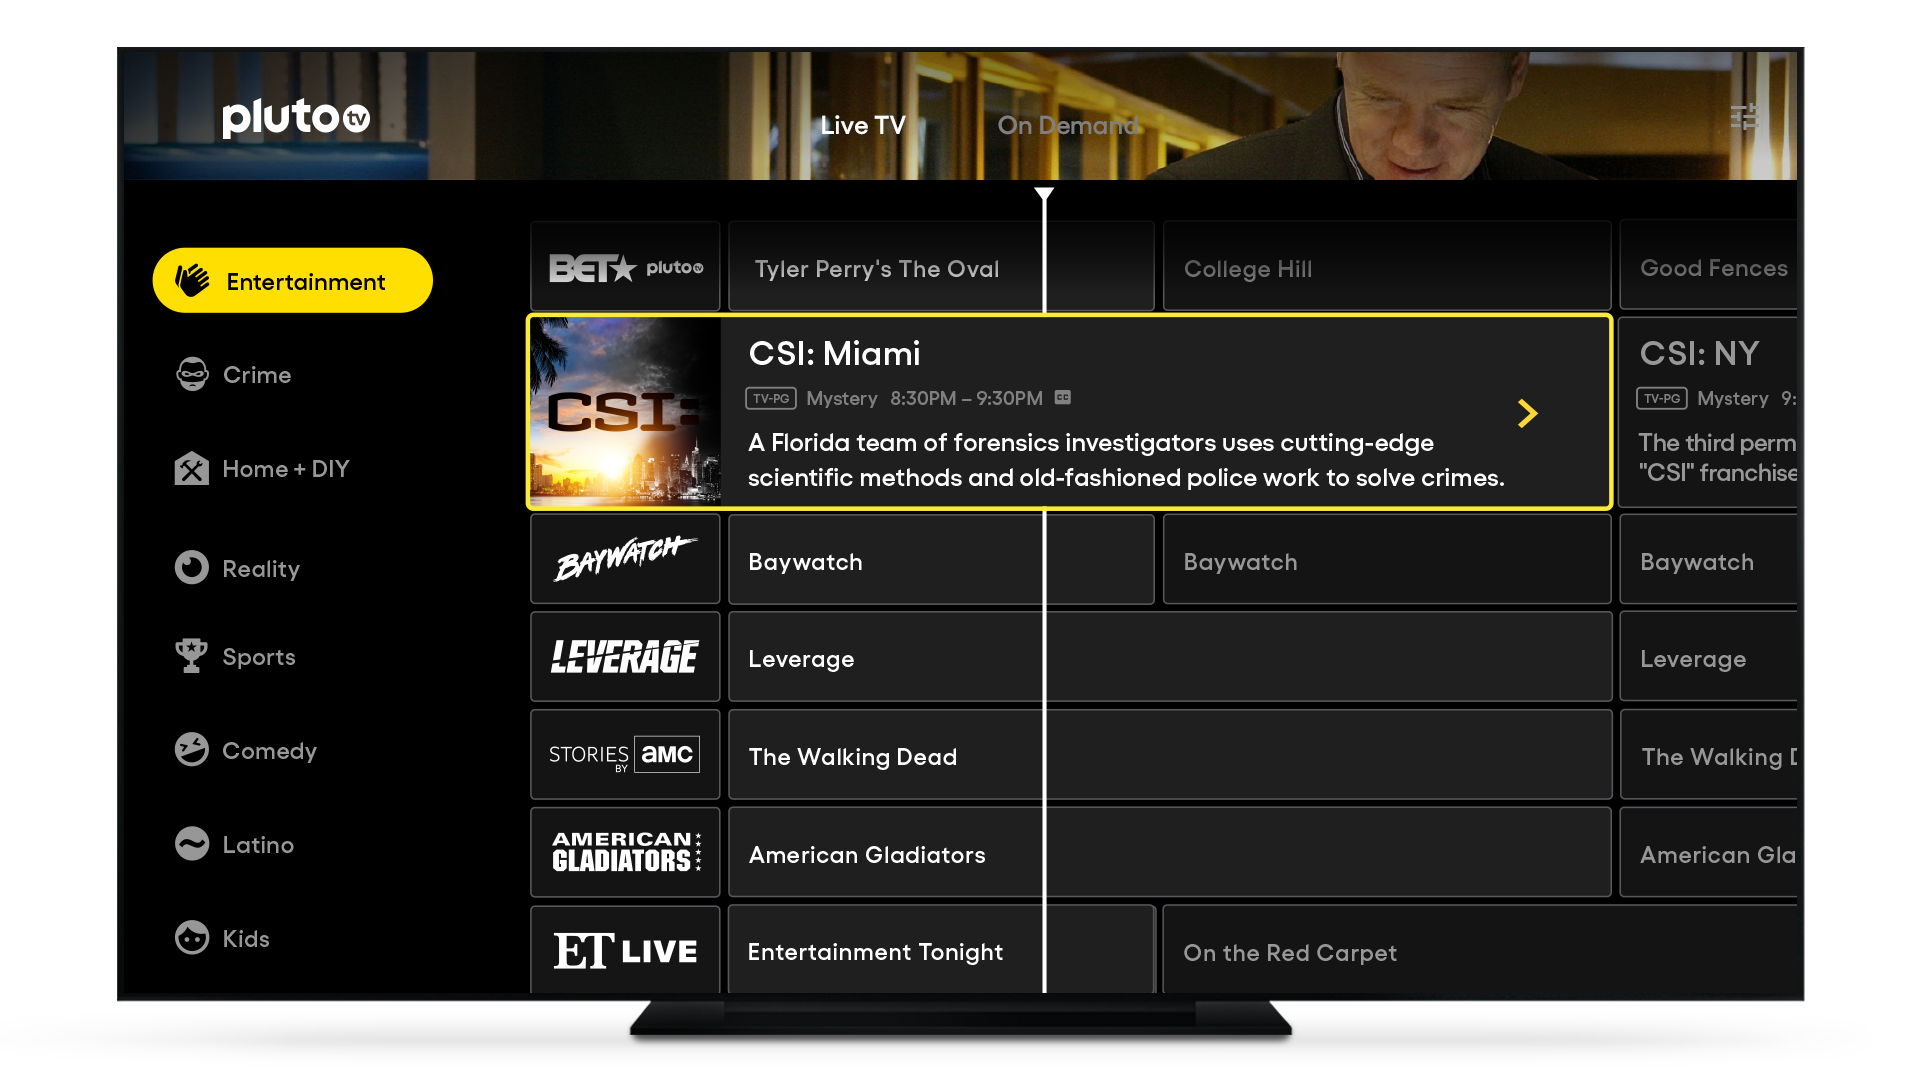 pluto tv
Live TV
On Demand
Entertainment
Crime
Home + DIY
Reality
Sports
Comedy
Latino
Kids
BET★ pluto tv
Tyler Perry's The Oval
College Hill
Good Fences
CSI:
CSI: Miami
TV-PG Mystery 8:30PM – 9:30PM CC
A Florida team of forensics investigators uses cutting-edge
scientific methods and old-fashioned police work to solve crimes.
CSI: NY
TV-PG Mystery 9:
The third perm
"CSI" franchise
BAYWATCH
Baywatch
Baywatch
Baywatch
LEVERAGE
Leverage
Leverage
STORIES
BY
aMC
The Walking Dead
The Walking D
AMERICAN
GLADIATORS
American Gladiators
American Gla
ET LIVE
Entertainment Tonight
On the Red Carpet